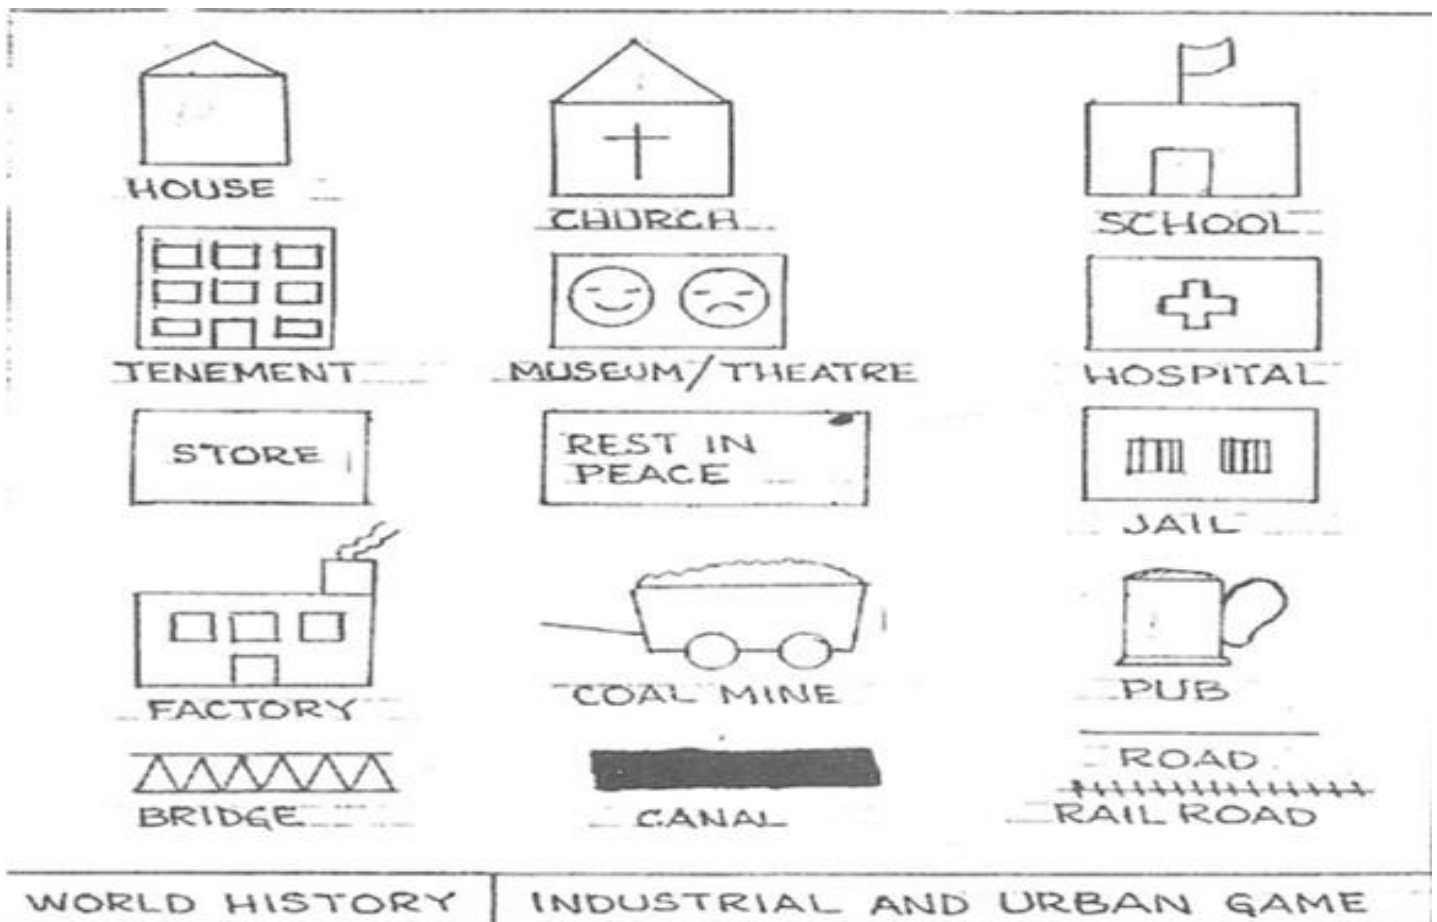 HOUSE
CHURCH
SCHOOL
TENEMENT
MUSEUM/THEATRE
HOSPITAL
STORE
REST IN
PEACE
JAIL
FACTORY
COAL MINE
PUB
BRIDGE
CANAL
ROAD
RAIL ROAD
WORLD HISTORY
INDUSTRIAL AND URBAN GAME